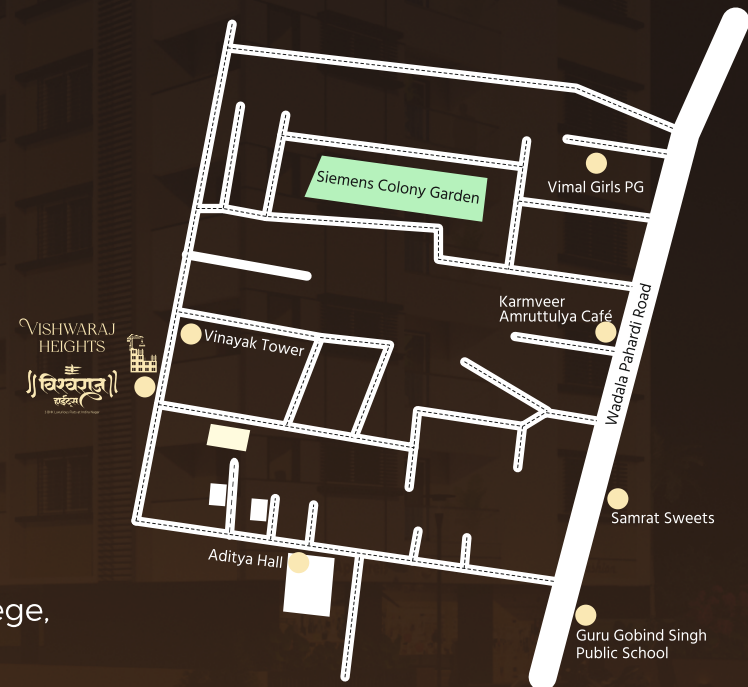 Siemens Colony Garden
Vimal Girls PG
Karmveer
Amruttulya Café
Wadala Pahardi Road
VISHWARAJ
HEIGHTS
Vinayak Tower
विश्वराज
हाईट्स
Samrat Sweets
Aditya Hall
ege,
Guru Gobind Singh
Public School